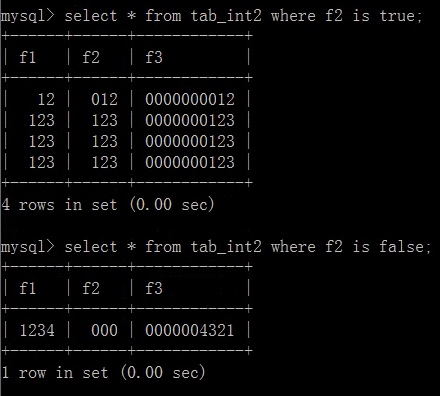 mysql> select * from tab_int2 where f2 is true;
+------+------+------------+
| f1   | f2   | f3         |
+------+------+------------+
|   12 |  012 | 0000000012 |
|  123 |  123 | 0000000123 |
|  123 |  123 | 0000000123 |
|  123 |  123 | 0000000123 |
+------+------+------------+
4 rows in set (0.00 sec)
mysql> select * from tab_int2 where f2 is false;
+------+------+------------+
| f1   | f2   | f3         |
+------+------+------------+
| 1234 |  000 | 0000004321 |
+------+------+------------+
1 row in set (0.00 sec)